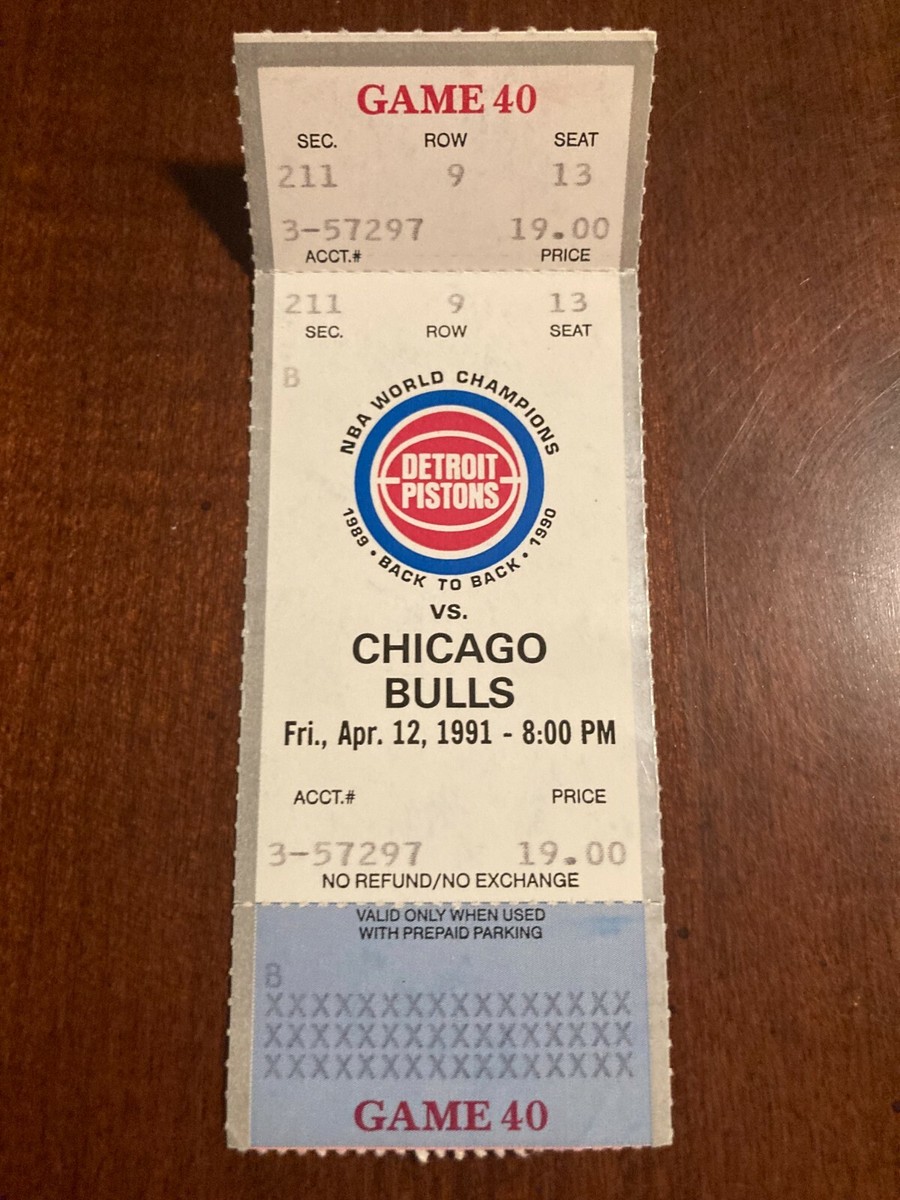 GAME 40
SEC. ROW SEAT
211 9 13
3-57297 19.00
ACCT.# PRICE
211 9 13
SEC. ROW SEAT
B
NBA WORLD CHAMPIONS
DETROIT
PISTONS
1989 • BACK TO BACK • 1990
VS.
CHICAGO
BULLS
Fri., Apr. 12, 1991 - 8:00 PM
ACCT.# PRICE
3-57297 19.00
NO REFUND/NO EXCHANGE
VALID ONLY WHEN USED
WITH PREPAID PARKING
B
XXXXXXXXXXXXXXXX
XXXXXXXXXXXXXXXX
XXXXXXXXXXXXXXXX
GAME 40